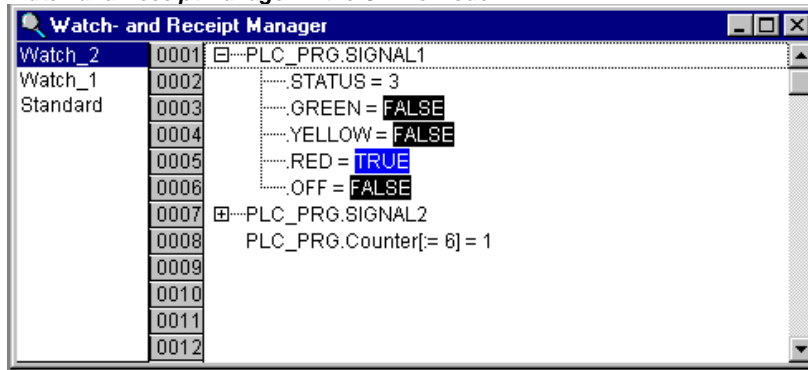 Watch- and Receipt Manager
Watch_2
Watch_1
Standard
0001 PLC_PRG.SIGNAL1
0002 .STATUS = 3
0003 .GREEN = FALSE
0004 .YELLOW = FALSE
0005 .RED = TRUE
0006 .OFF = FALSE
0007 PLC_PRG.SIGNAL2
0008 PLC_PRG.Counter[:= 6] = 1
0009
0010
0011
0012